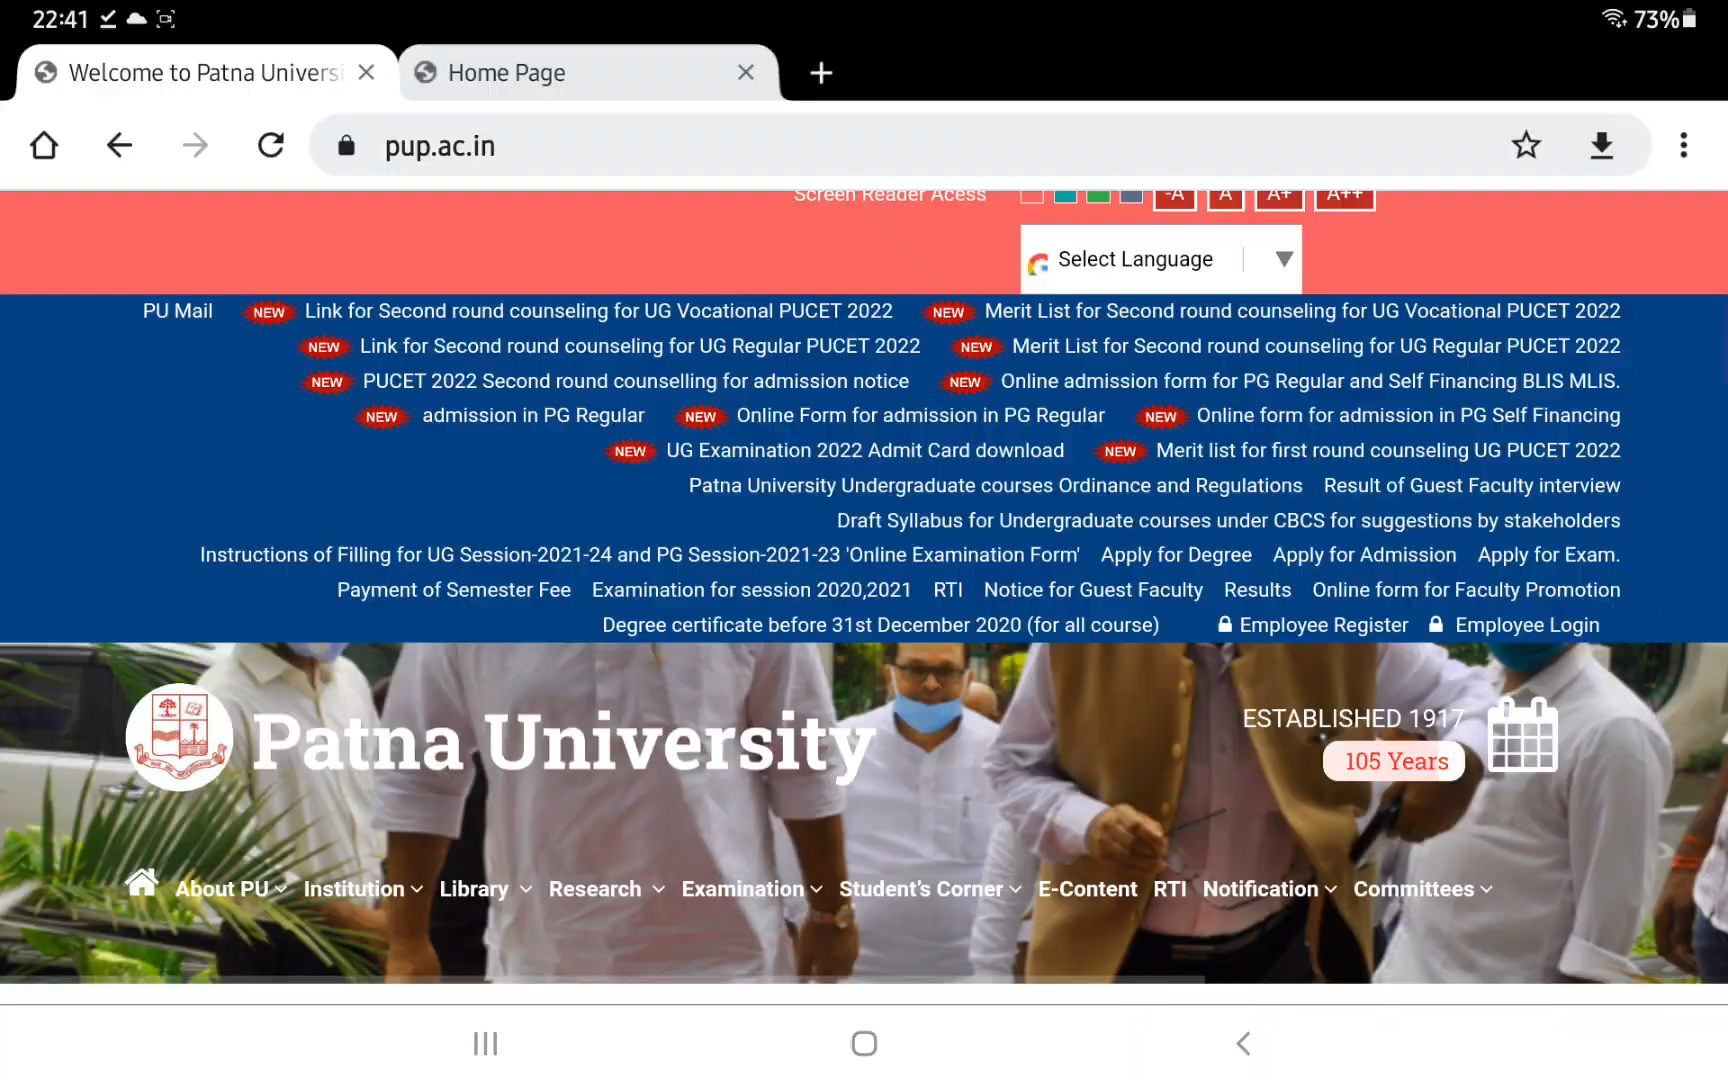 22:41 73%
Welcome to Patna Universi Home Page
pup.ac.in
Screen Reader Acess -A A A+ A++
Select Language
PU Mail NEW Link for Second round counseling for UG Vocational PUCET 2022 NEW Merit List for Second round counseling for UG Vocational PUCET 2022
NEW Link for Second round counseling for UG Regular PUCET 2022 NEW Merit List for Second round counseling for UG Regular PUCET 2022
NEW PUCET 2022 Second round counselling for admission notice NEW Online admission form for PG Regular and Self Financing BLIS MLIS.
NEW admission in PG Regular NEW Online Form for admission in PG Regular NEW Online form for admission in PG Self Financing
NEW UG Examination 2022 Admit Card download NEW Merit list for first round counseling UG PUCET 2022
Patna University Undergraduate courses Ordinance and Regulations Result of Guest Faculty interview
Draft Syllabus for Undergraduate courses under CBCS for suggestions by stakeholders
Instructions of Filling for UG Session-2021-24 and PG Session-2021-23 'Online Examination Form' Apply for Degree Apply for Admission Apply for Exam.
Payment of Semester Fee Examination for session 2020,2021 RTI Notice for Guest Faculty Results Online form for Faculty Promotion
Degree certificate before 31st December 2020 (for all course) Employee Register Employee Login
Patna University
ESTABLISHED 1917
105 Years
About PU Institution Library Research Examination Student’s Corner E-Content RTI Notification Committees